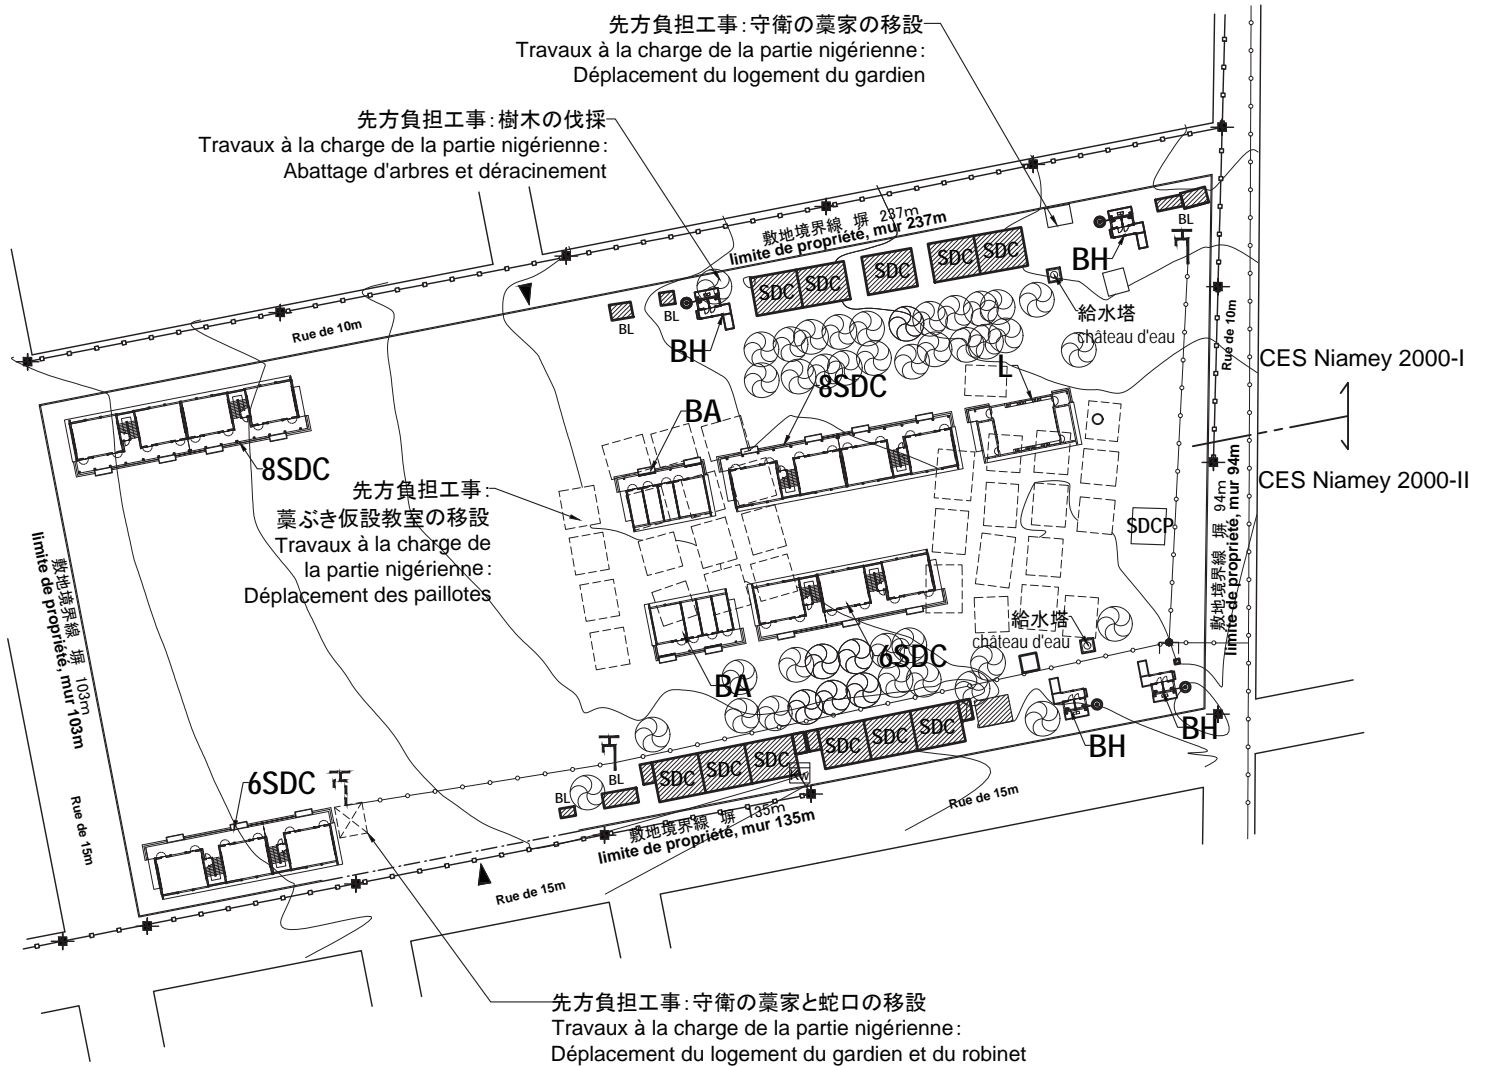 先方負担工事:守衛の藁家の移設
Travaux à la charge de la partie nigérienne:
Déplacement du logement du gardien
先方負担工事:樹木の伐採
Travaux à la charge de la partie nigérienne:
Abattage d'arbres et déracinement
敷地境界線 塀 237m
limite de propriété, mur 237m
BL
BH
SDC
SDC
SDC
SDC
SDC
BL
BL
BH
給水塔
château d'eau
Rue de 10m
Rue de 10m
CES Niamey 2000-I
CES Niamey 2000-II
L
8SDC
BA
8SDC
先方負担工事:
藁ぶき仮設教室の移設
Travaux à la charge de
la partie nigérienne:
Déplacement des paillotes
SDCP
敷地境界線 塀 94m
limite de propriété, mur 94m
敷地境界線 塀 103m
limite de propriété, mur 103m
給水塔
château d'eau
6SDC
BA
BH
BH
SDC
SDC
SDC
SDC
SDC
SDC
BL
BL
KW
6SDC
Rue de 15m
敷地境界線 塀 135m
limite de propriété, mur 135m
Rue de 15m
Rue de 15m
先方負担工事:守衛の藁家と蛇口の移設
Travaux à la charge de la partie nigérienne:
Déplacement du logement du gardien et du robinet